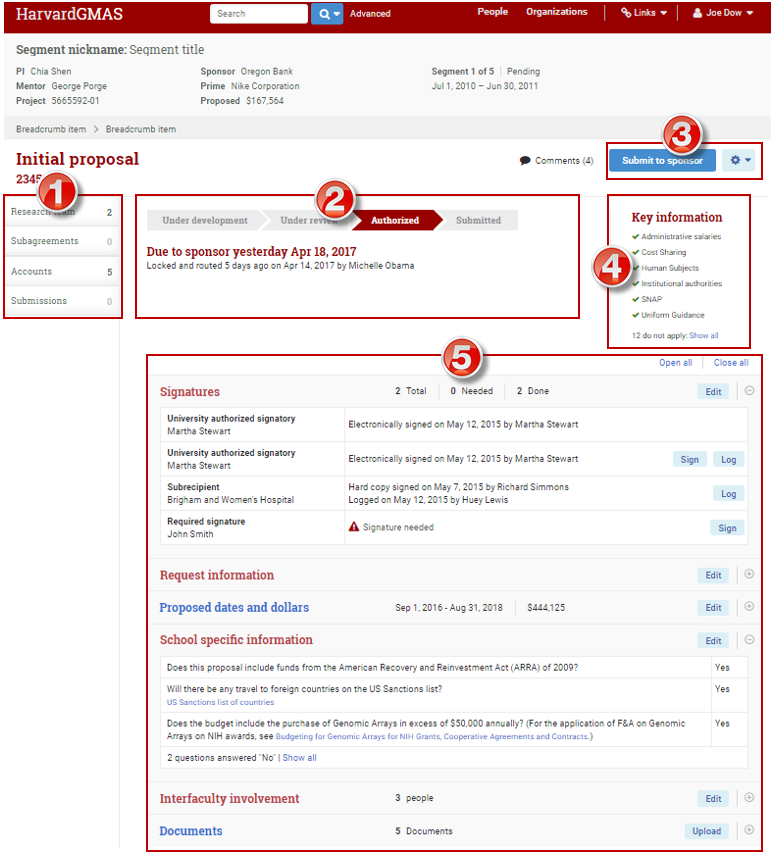 HarvardGMAS Search Advanced People Organizations Links Joe Dow
Segment nickname: Segment title
PI Chia Shen Sponsor Oregon Bank Segment 1 of 5 Pending
Mentor George Porge Prime Nike Corporation Jul 1, 2010 – Jun 30, 2011
Project 5665592-01 Proposed $167,564
Breadcrumb item > Breadcrumb item
Initial proposal Comments (4) Submit to sponsor
3
2345
1
Research Team 2
Subagreements 0
Accounts 5
Submissions 0
2
Under development Under review Authorized Submitted
Due to sponsor yesterday Apr 18, 2017
Locked and routed 5 days ago on Apr 14, 2017 by Michelle Obama
Key information
4
Administrative salaries
Cost Sharing
Human Subjects
Institutional authorities
SNAP
Uniform Guidance
12 do not apply: Show all
5
Open all Close all
Signatures 2 Total 0 Needed 2 Done Edit
University authorized signatory
Martha Stewart
Electronically signed on May 12, 2015 by Martha Stewart
University authorized signatory
Martha Stewart
Electronically signed on May 12, 2015 by Martha Stewart Sign Log
Subrecipient
Brigham and Women's Hospital
Hard copy signed on May 7, 2015 by Richard Simmons
Logged on May 12, 2015 by Huey Lewis
Log
Required signature
John Smith
Signature needed Sign
Request information Edit
Proposed dates and dollars Sep 1, 2016 - Aug 31, 2018 $444,125 Edit
School specific information Edit
Does this proposal include funds from the American Recovery and Reinvestment Act (ARRA) of 2009? Yes
Will there be any travel to foreign countries on the US Sanctions list? Yes
US Sanctions list of countries
Does the budget include the purchase of Genomic Arrays in excess of $50,000 annually? (For the application of F&A on Genomic Yes
Arrays on NIH awards, see Budgeting for Genomic Arrays for NIH Grants, Cooperative Agreements and Contracts.)
2 questions answered "No" | Show all
Interfaculty involvement 3 people Edit
Documents 5 Documents Upload